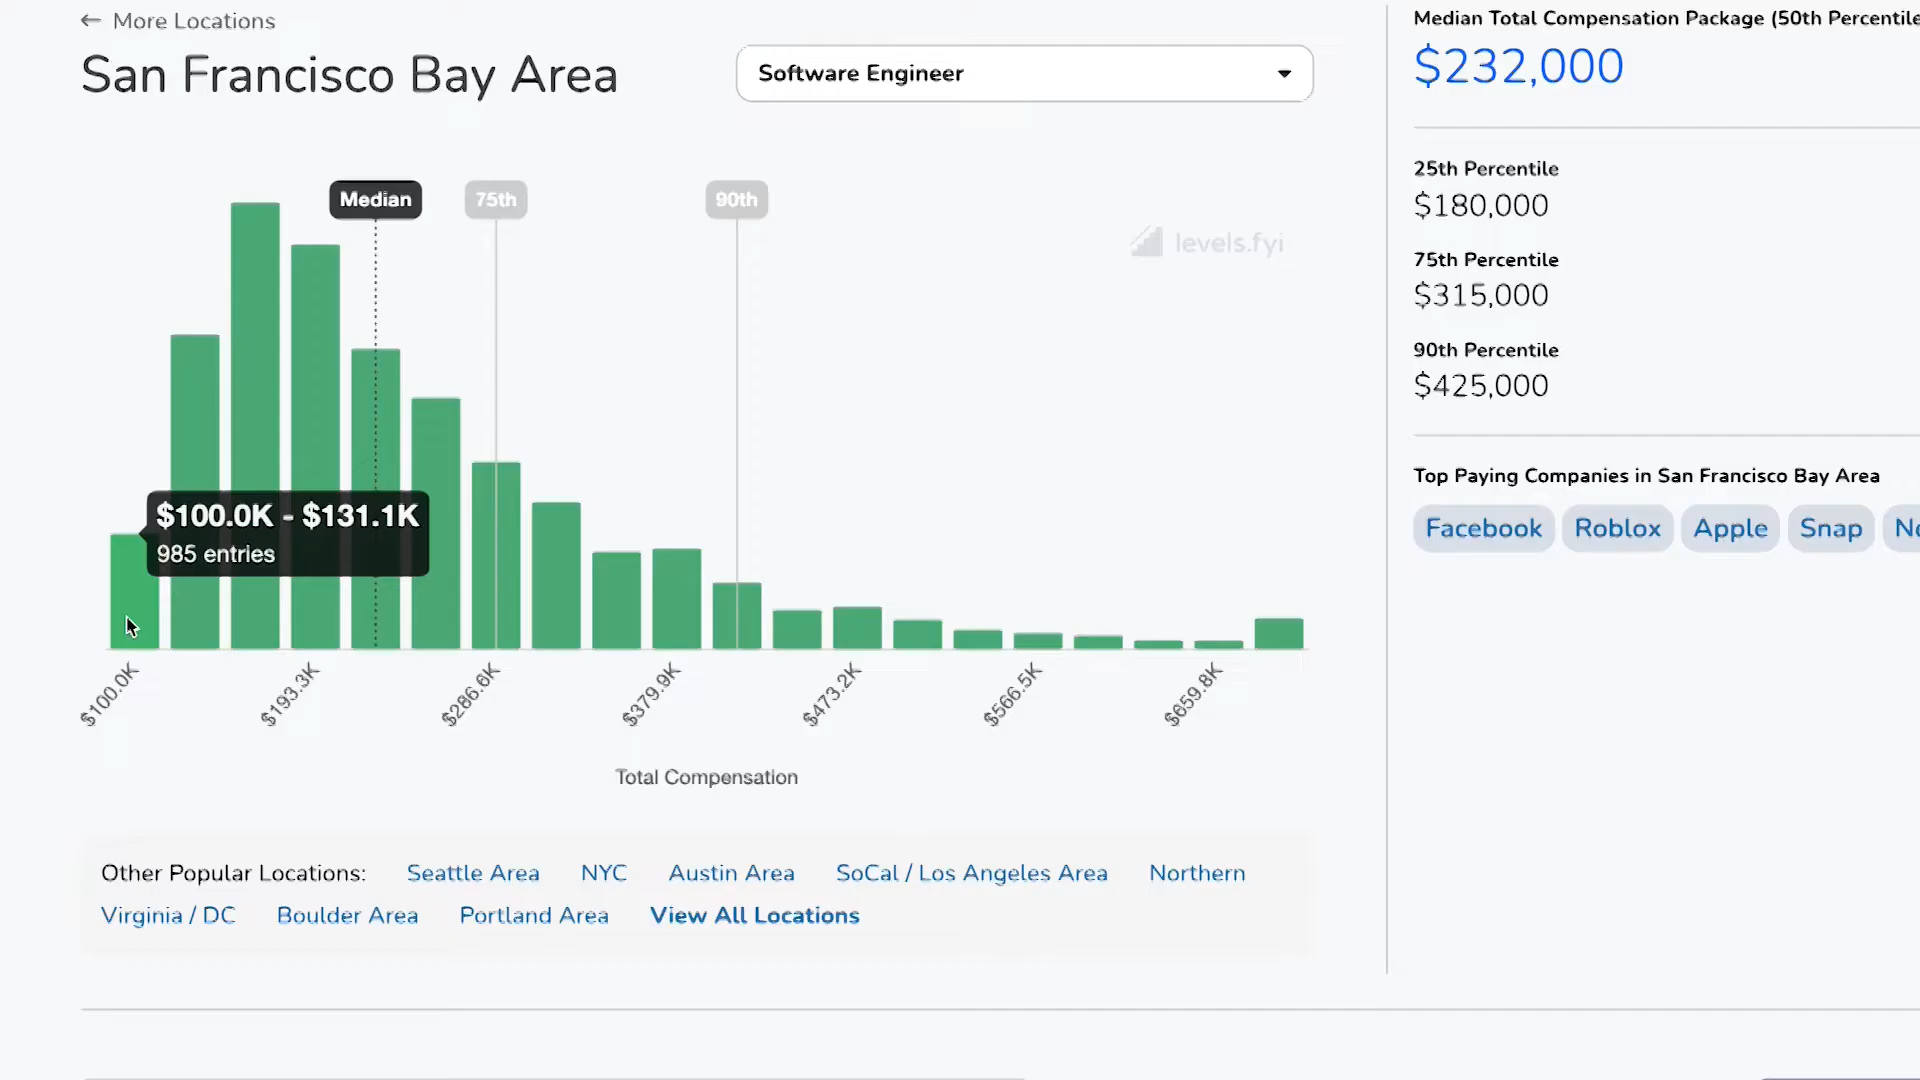 ← More Locations
San Francisco Bay Area
Software Engineer
Median
75th
90th
levels.fyi
$100.0K - $131.1K
985 entries
$100.0K
$193.3K
$286.6K
$379.9K
$473.2K
$566.5K
$659.8K
Total Compensation
Other Popular Locations: Seattle Area NYC Austin Area SoCal / Los Angeles Area Northern
Virginia / DC Boulder Area Portland Area View All Locations
Median Total Compensation Package (50th Percentile
$232,000
25th Percentile
$180,000
75th Percentile
$315,000
90th Percentile
$425,000
Top Paying Companies in San Francisco Bay Area
Facebook Roblox Apple Snap